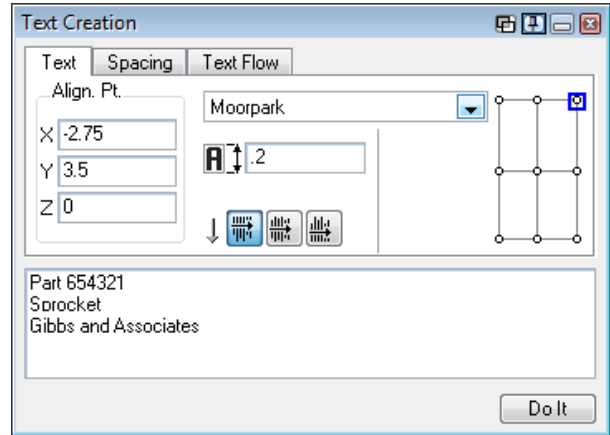 Text Creation
Text Spacing Text Flow
Align. Pt.
Moorpark
X -2.75
A .2
Y 3.5
Z 0
Part 654321
Sprocket
Gibbs and Associates
Do It